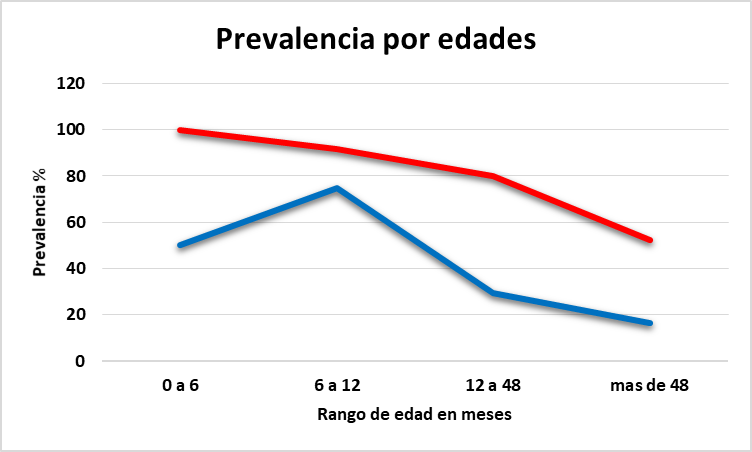 Prevalencia por edades
120
100
80
60
40
20
0
Prevalencia %
0 a 6
6 a 12
12 a 48
mas de 48
Rango de edad en meses